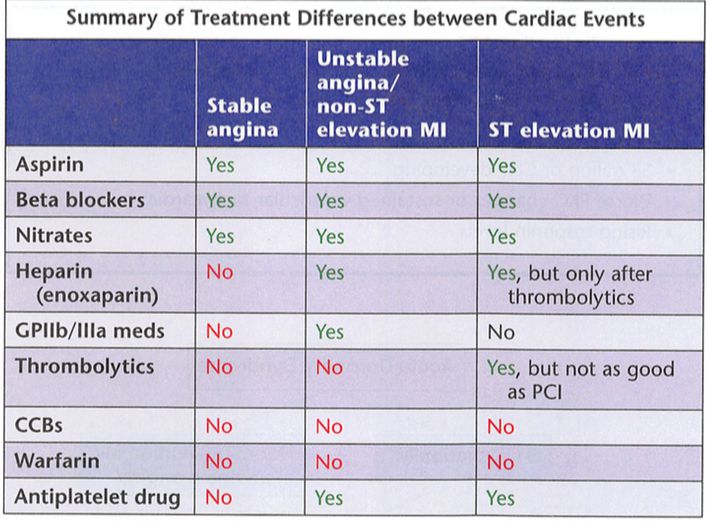 Summary of Treatment Differences between Cardiac Events
Stable angina Unstable angina/ non-ST elevation MI ST elevation MI
Aspirin Yes Yes Yes
Beta blockers Yes Yes Yes
Nitrates Yes Yes Yes
Heparin (enoxaparin) No Yes Yes, but only after thrombolytics
GPIIb/IIIa meds No Yes No
Thrombolytics No No Yes, but not as good as PCI
CCBs No No No
Warfarin No No No
Antiplatelet drug No Yes Yes